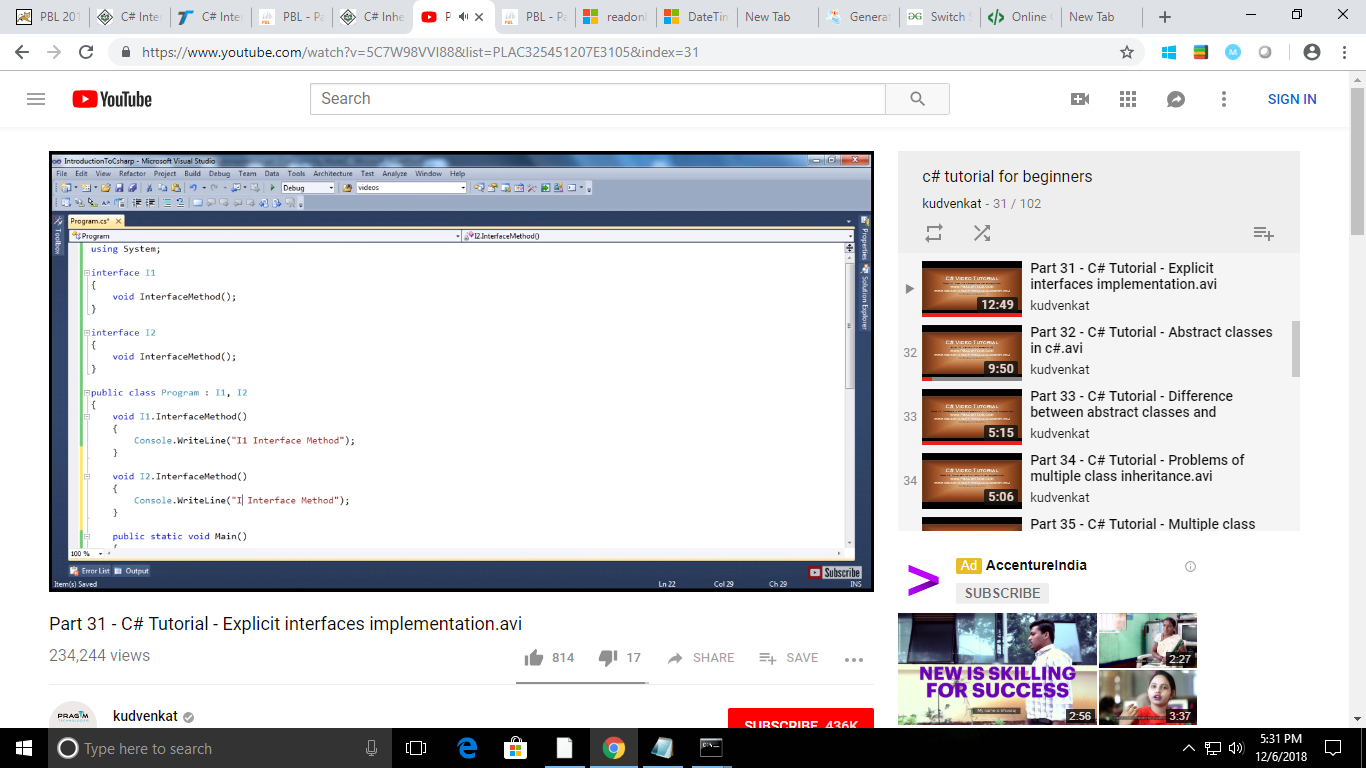 PBL 201
C# Inter
C# Inter
PBL - Pa
C# Inhe
P
PBL - Pa
readonl
DateTin
New Tab
Generat
Switch S
Online C
New Tab
https://www.youtube.com/watch?v=5C7W98VVI88&list=PLAC325451207E3105&index=31
YouTube
Search
SIGN IN
IntroductionToCsharp - Microsoft Visual Studio
File Edit View Refactor Project Build Debug Team Data Tools Architecture Test Analyze Window Help
Debug videos
Program.cs*
Program I2.InterfaceMethod()
Toolbox
Properties
Solution Explorer
using System;
interface I1
{
void InterfaceMethod();
}
interface I2
{
void InterfaceMethod();
}
public class Program : I1, I2
{
void I1.InterfaceMethod()
{
Console.WriteLine("I1 Interface Method");
}
void I2.InterfaceMethod()
{
Console.WriteLine("I Interface Method");
}
public static void Main()
{
100 %
Error List Output
Subscribe
Item(s) Saved Ln 22 Col 29 Ch 29 INS
Part 31 - C# Tutorial - Explicit interfaces implementation.avi
234,244 views
814 17 SHARE SAVE
PRAGIM
kudvenkat
SUBSCRIBE 436K
c# tutorial for beginners
kudvenkat - 31 / 102
12:49
Part 31 - C# Tutorial - Explicit
interfaces implementation.avi
kudvenkat
32
9:50
Part 32 - C# Tutorial - Abstract classes
in c#.avi
kudvenkat
33
5:15
Part 33 - C# Tutorial - Difference
between abstract classes and
kudvenkat
34
5:06
Part 34 - C# Tutorial - Problems of
multiple class inheritance.avi
kudvenkat
Part 35 - C# Tutorial - Multiple class
Ad AccentureIndia
SUBSCRIBE
NEW IS SKILLING
FOR SUCCESS
2:56
2:27
3:37
Type here to search
5:31 PM
12/6/2018